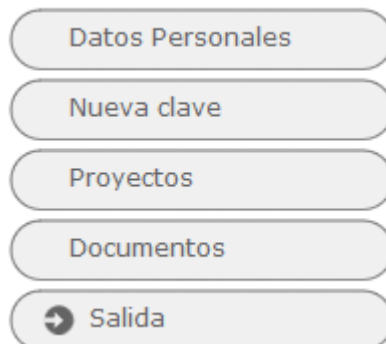 Datos Personales
Nueva clave
Proyectos
Documentos
Salida